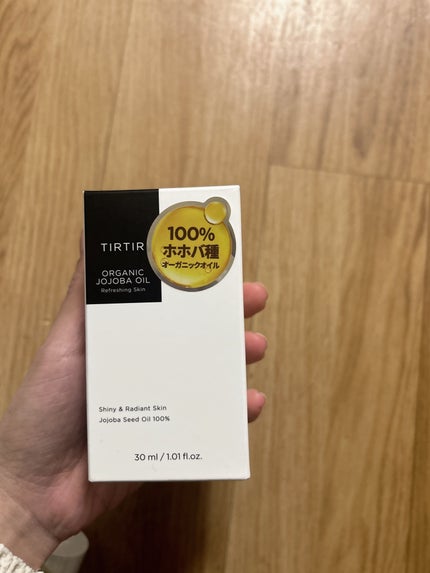 TIRTIR
ORGANIC
JOJOBA OIL
Refreshing Skin
100%
ホホバ種
オーガニックオイル
Shiny & Radiant Skin
Jojoba Seed Oil 100%
30 ml / 1.01 fl.oz.